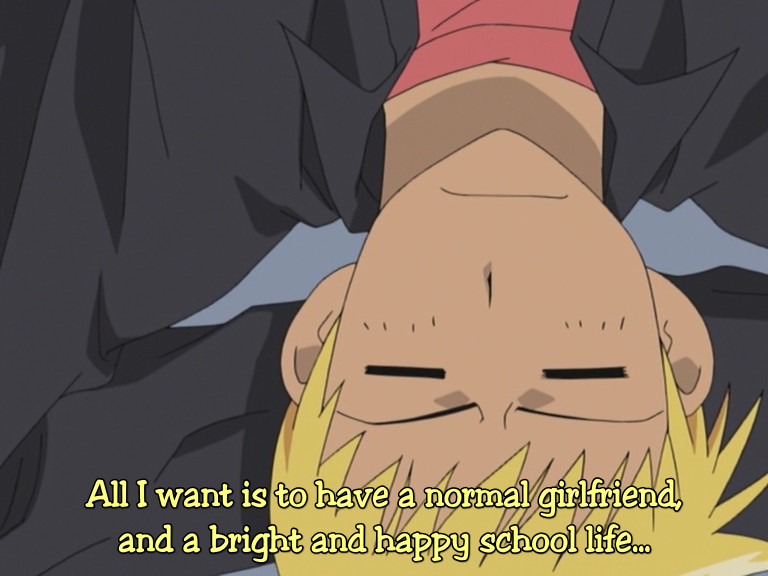 All I want is to have a normal girlfriend,
and a bright and happy school life...